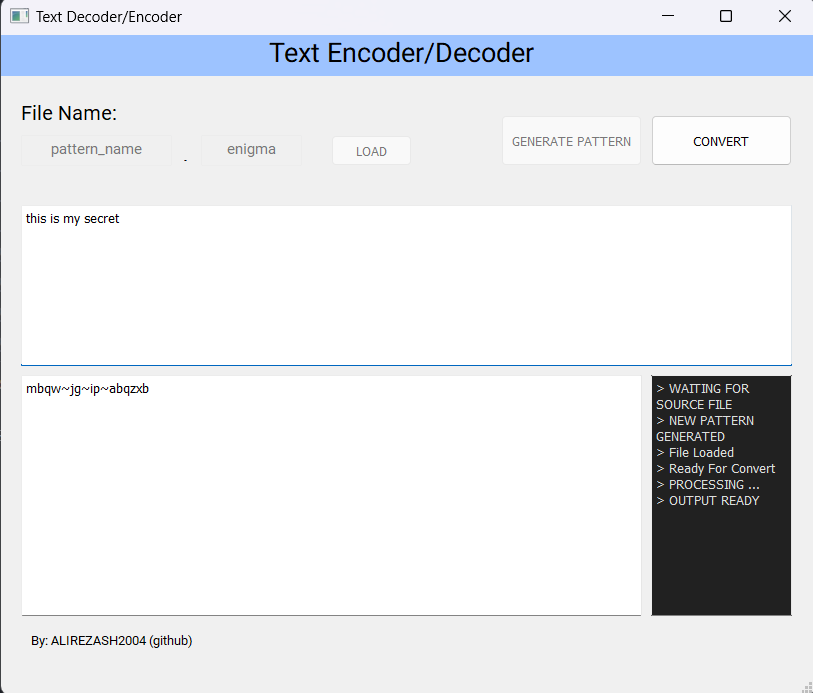 Text Decoder/Encoder
Text Encoder/Decoder
File Name:
pattern_name . enigma LOAD GENERATE PATTERN CONVERT
this is my secret
mbqw~jg~ip~abqzxb
> WAITING FOR
SOURCE FILE
> NEW PATTERN
GENERATED
> File Loaded
> Ready For Convert
> PROCESSING ...
> OUTPUT READY
By: ALIREZASH2004 (github)